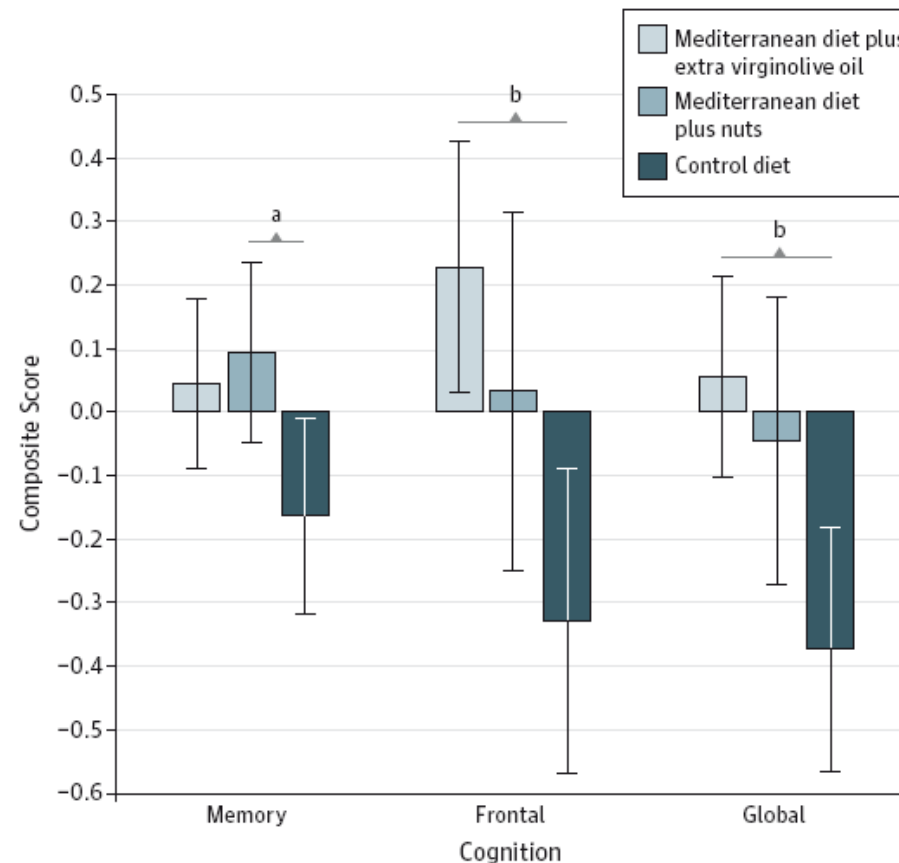 Mediterranean diet plus
extra virginolive oil
Mediterranean diet
plus nuts
Control diet
0.5
0.4
0.3
0.2
0.1
0.0
−0.1
−0.2
−0.3
−0.4
−0.5
−0.6
Composite Score
a
b
b
Memory
Frontal
Global
Cognition